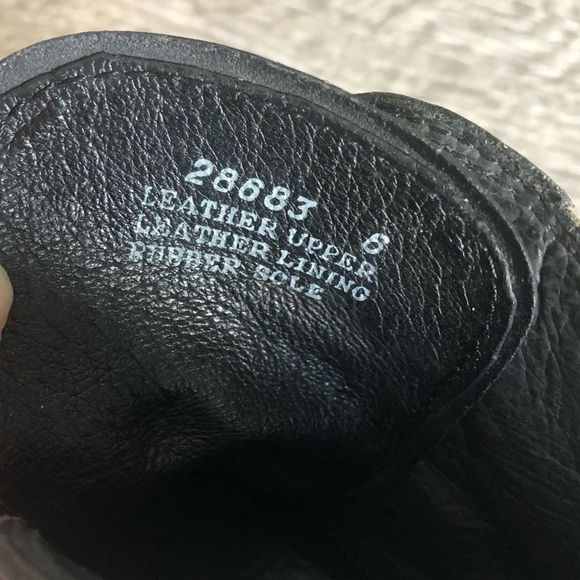 28683 6
LEATHER UPPER
LEATHER LINING
RUBBER SOLE